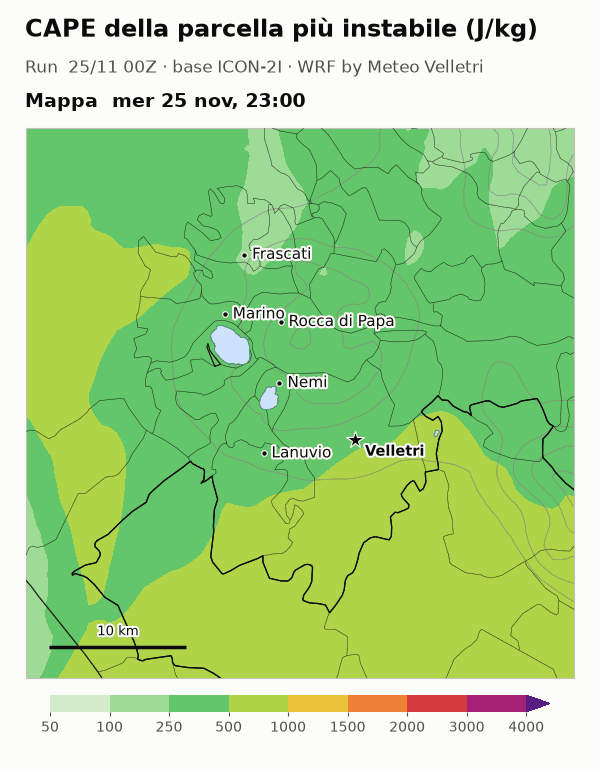 CAPE della parcella più instabile (J/kg)
Run  25/11 00Z · base ICON-2I · WRF by Meteo Velletri
Mappa  mer 25 nov, 23:00
Frascati
Marino
Rocca di Papa
Nemi
Velletri
Lanuvio
10 km
50 100 250 500 1000 1500 2000 3000 4000